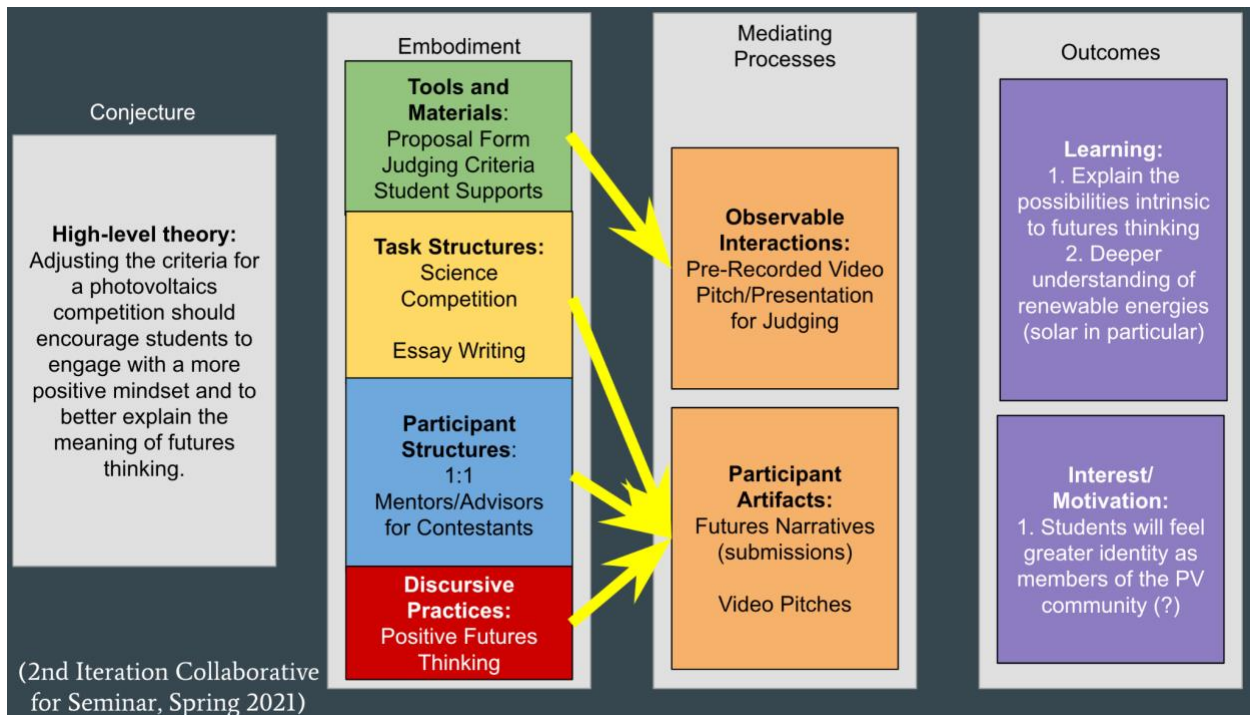 Conjecture
High-level theory:
Adjusting the criteria for
a photovoltaics
competition should
encourage students to
engage with a more
positive mindset and to
better explain the
meaning of futures
thinking.
(2nd Iteration Collaborative
for Seminar, Spring 2021)
Embodiment
Tools and
Materials:
Proposal Form
Judging Criteria
Student Supports
Task Structures:
Science
Competition
Essay Writing
Participant
Structures:
1:1
Mentors/Advisors
for Contestants
Discursive
Practices:
Positive Futures
Thinking
Mediating
Processes
Observable
Interactions:
Pre-Recorded Video
Pitch/Presentation
for Judging
Participant
Artifacts:
Futures Narratives
(submissions)
Video Pitches
Outcomes
Learning:
1. Explain the
possibilities intrinsic
to futures thinking
2. Deeper
understanding of
renewable energies
(solar in particular)
Interest/
Motivation:
1. Students will feel
greater identity as
members of the PV
community (?)